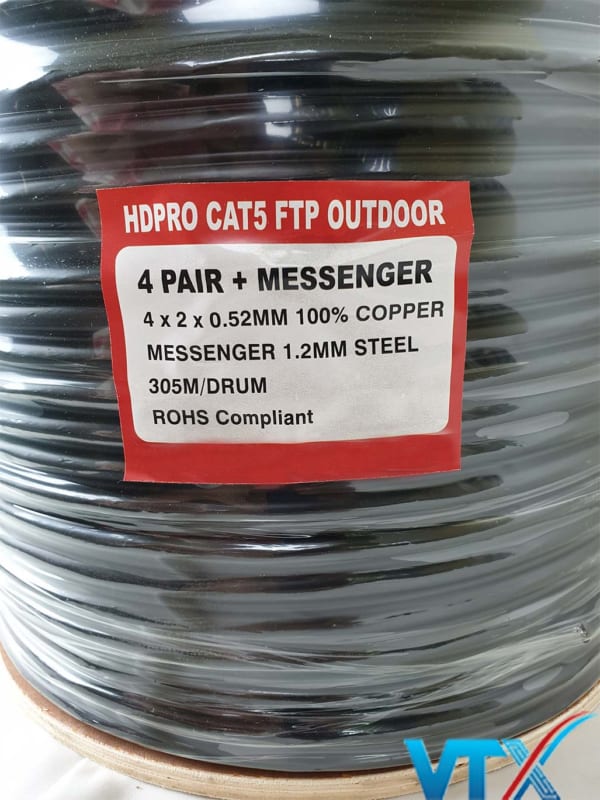 HDPRO CAT5 FTP OUTDOOR
4 PAIR + MESSENGER
4 x 2 x 0.52MM 100% COPPER
MESSENGER 1.2MM STEEL
305M/DRUM
ROHS Compliant
VTX